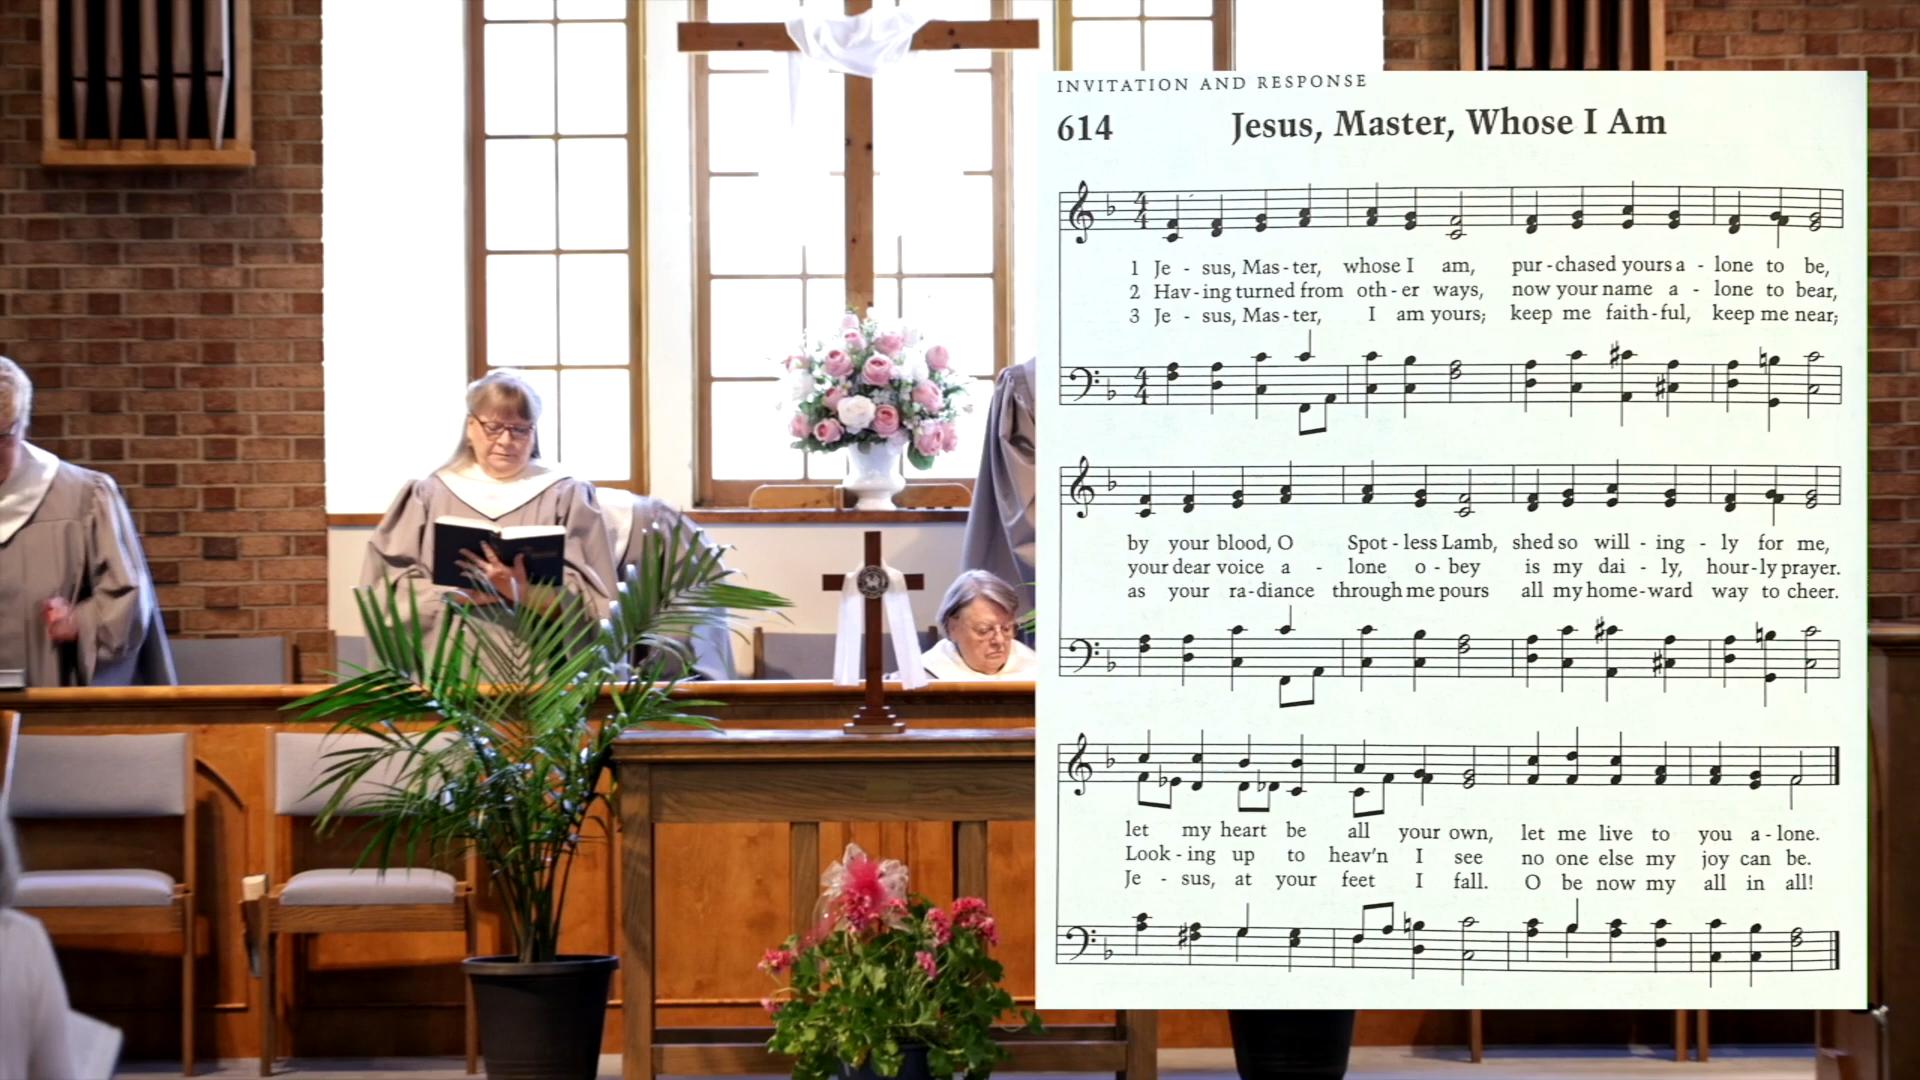 INVITATION AND RESPONSE
614 Jesus, Master, Whose I Am
1 Je - sus, Mas - ter, whose I am, pur - chased yours a - lone to be,
2 Hav - ing turned from oth - er ways, now your name a - lone to bear,
3 Je - sus, Mas - ter, I am yours; keep me faith - ful, keep me near;
by your blood, O Spot - less Lamb, shed so will - ing - ly for me,
your dear voice a - lone o - bey is my dai - ly, hour - ly prayer.
as your ra - diance through me pours all my home - ward way to cheer.
let my heart be all your own, let me live to you a - lone.
Look - ing up to heav'n I see no one else my joy can be.
Je - sus, at your feet I fall. O be now my all in all!